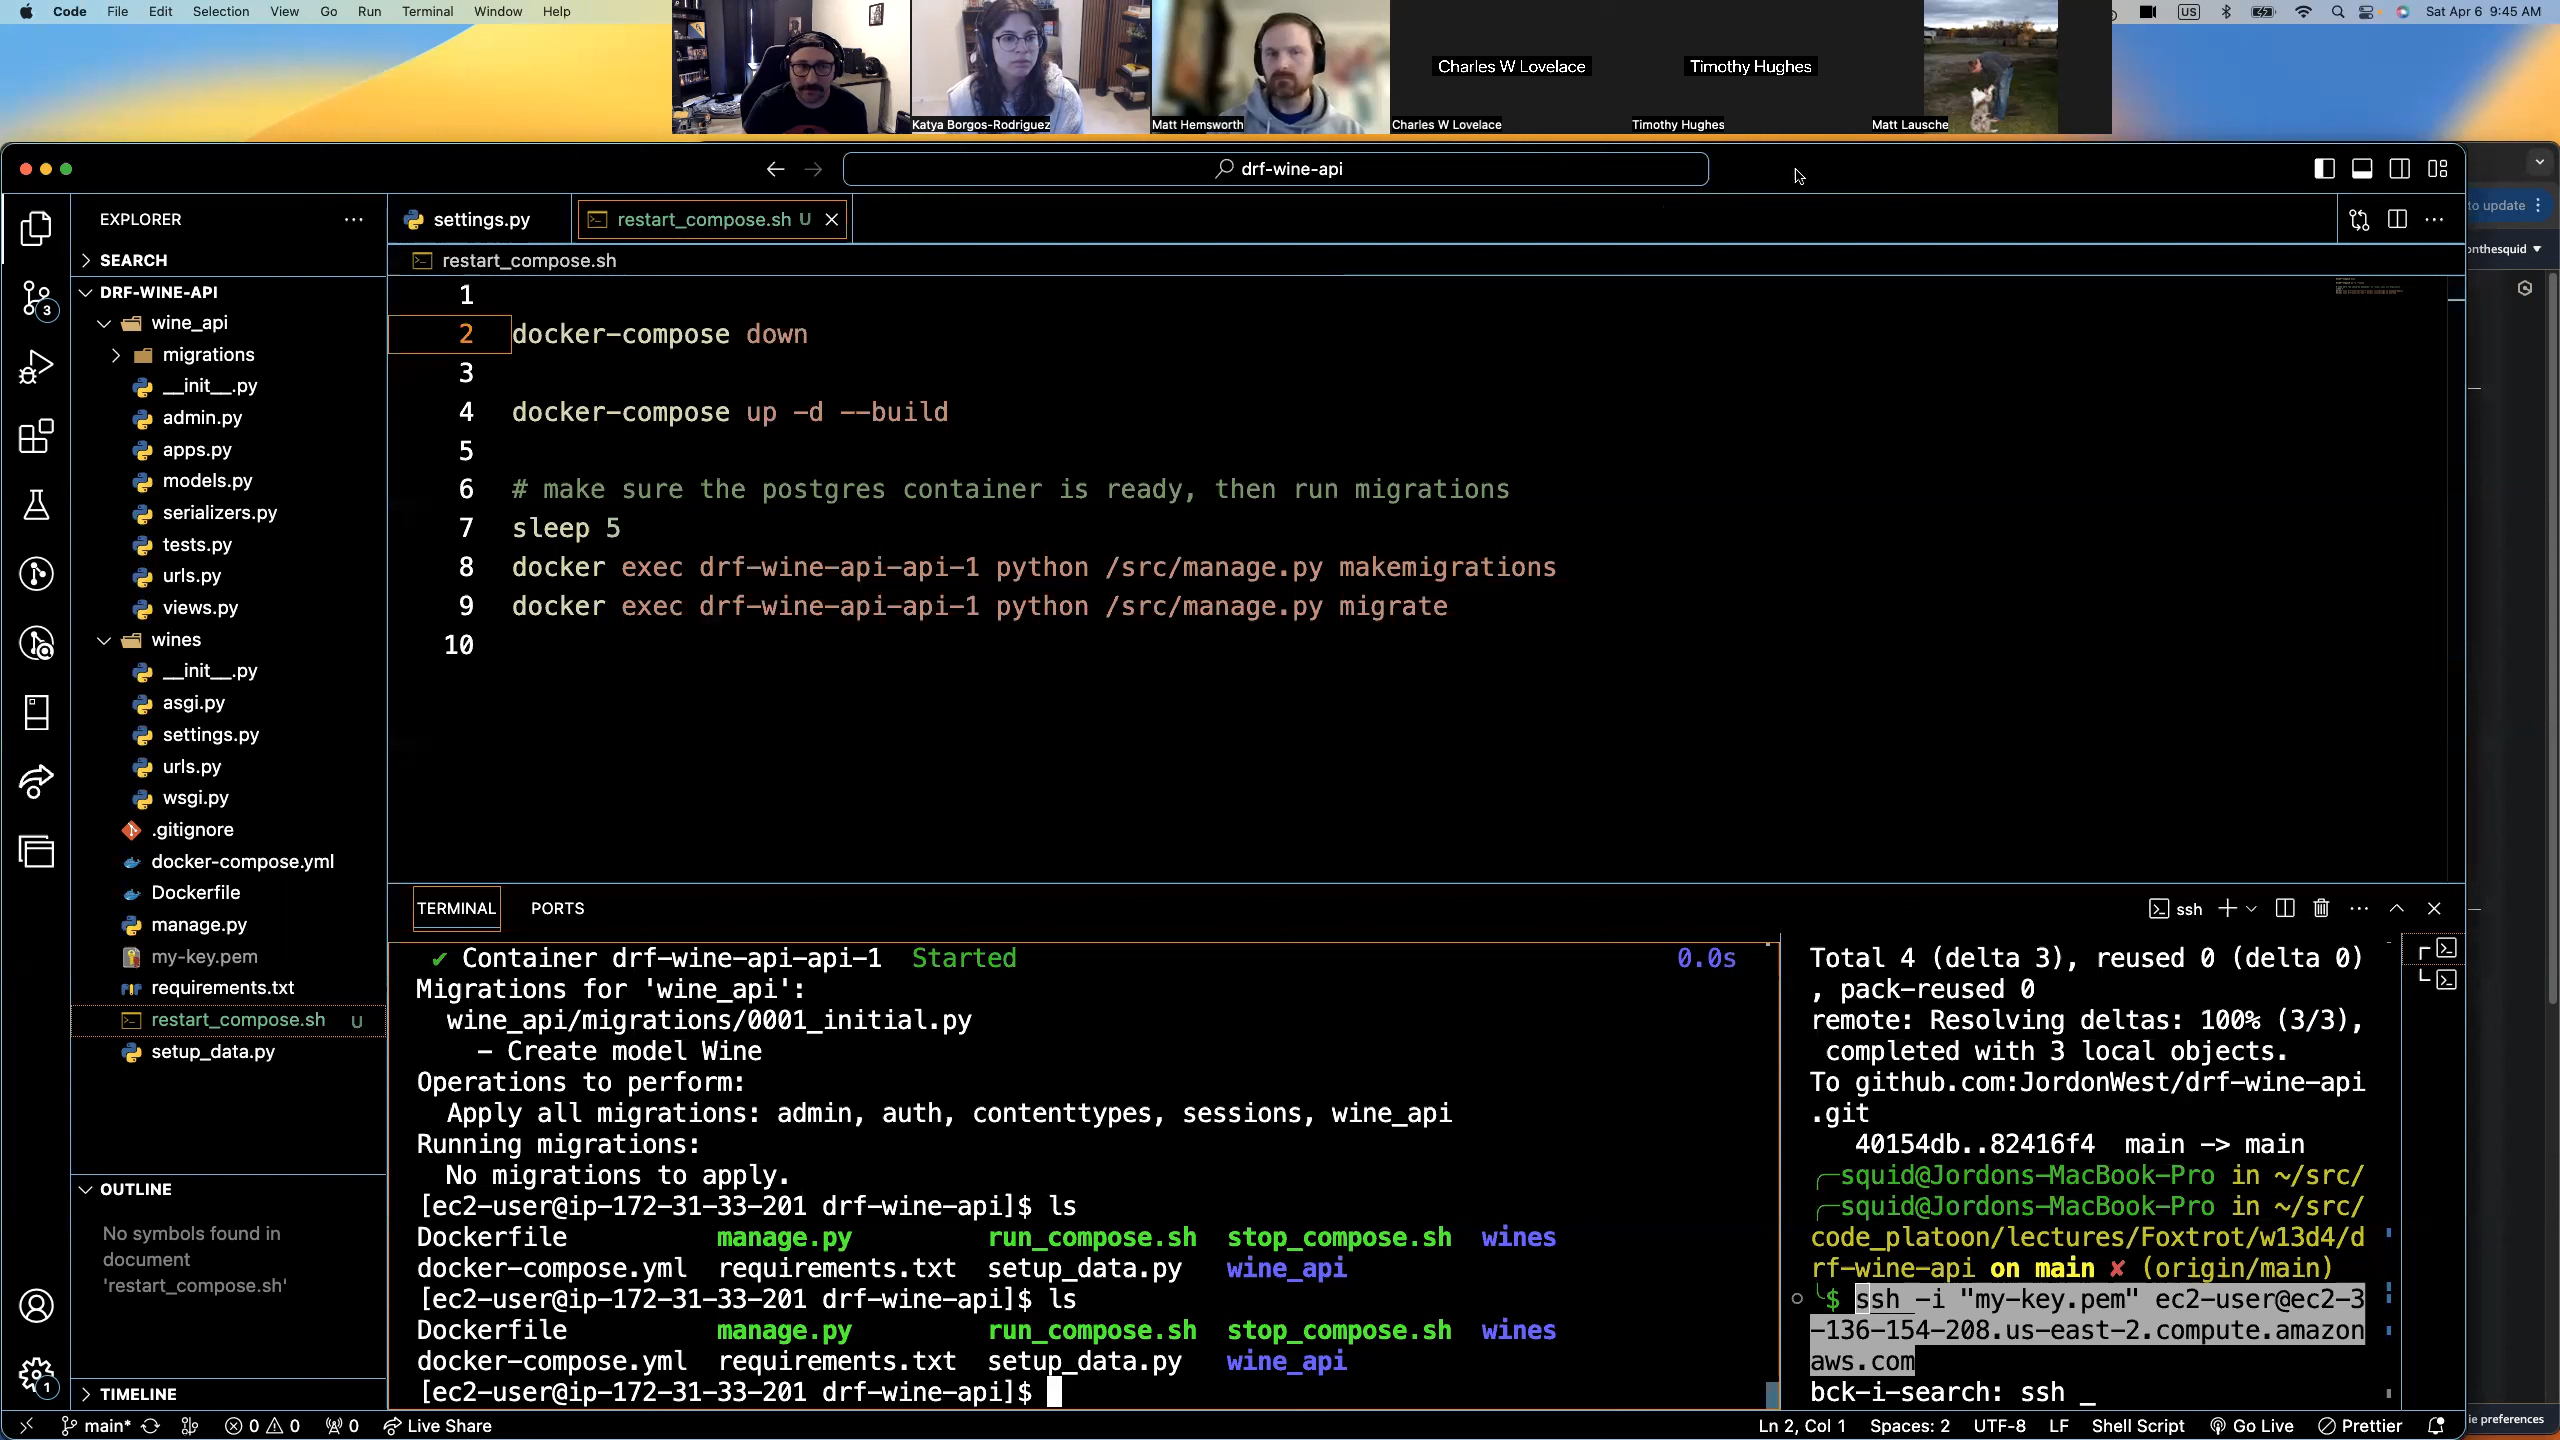 Code File Edit Selection View Go Run Terminal Window Help
US Sat Apr 6 9:45 AM
Charles W Lovelace
Timothy Hughes
Katya Borgos-Rodriguez
Matt Hemsworth
Charles W Lovelace
Timothy Hughes
Matt Lausche
drf-wine-api
to update
onthesquid
EXPLORER
settings.py
restart_compose.sh U
SEARCH
restart_compose.sh
DRF-WINE-API
wine_api
migrations
__init__.py
admin.py
apps.py
models.py
serializers.py
tests.py
urls.py
views.py
wines
__init__.py
asgi.py
settings.py
urls.py
wsgi.py
.gitignore
docker-compose.yml
Dockerfile
manage.py
my-key.pem
requirements.txt
restart_compose.sh U
setup_data.py
OUTLINE
No symbols found in
document
'restart_compose.sh'
TIMELINE
3
1
1
2 docker-compose down
3
4 docker-compose up -d --build
5
6 # make sure the postgres container is ready, then run migrations
7 sleep 5
8 docker exec drf-wine-api-api-1 python /src/manage.py makemigrations
9 docker exec drf-wine-api-api-1 python /src/manage.py migrate
10
TERMINAL PORTS
ssh
✔ Container drf-wine-api-api-1 Started 0.0s
Migrations for 'wine_api':
wine_api/migrations/0001_initial.py
- Create model Wine
Operations to perform:
Apply all migrations: admin, auth, contenttypes, sessions, wine_api
Running migrations:
No migrations to apply.
[ec2-user@ip-172-31-33-201 drf-wine-api]$ ls
Dockerfile manage.py run_compose.sh stop_compose.sh wines
docker-compose.yml requirements.txt setup_data.py wine_api
[ec2-user@ip-172-31-33-201 drf-wine-api]$ ls
Dockerfile manage.py run_compose.sh stop_compose.sh wines
docker-compose.yml requirements.txt setup_data.py wine_api
[ec2-user@ip-172-31-33-201 drf-wine-api]$
Total 4 (delta 3), reused 0 (delta 0)
, pack-reused 0
remote: Resolving deltas: 100% (3/3),
completed with 3 local objects.
To github.com:JordonWest/drf-wine-api
.git
40154db..82416f4 main -> main
squid@Jordons-MacBook-Pro in ~/src/
squid@Jordons-MacBook-Pro in ~/src/
code_platoon/lectures/Foxtrot/w13d4/d
rf-wine-api on main ✘ (origin/main)
$ ssh -i "my-key.pem" ec2-user@ec2-3
-136-154-208.us-east-2.compute.amazon
aws.com
bck-i-search: ssh _
main* 0 0 0 Live Share
Ln 2, Col 1 Spaces: 2 UTF-8 LF Shell Script Go Live Prettier
ie preferences